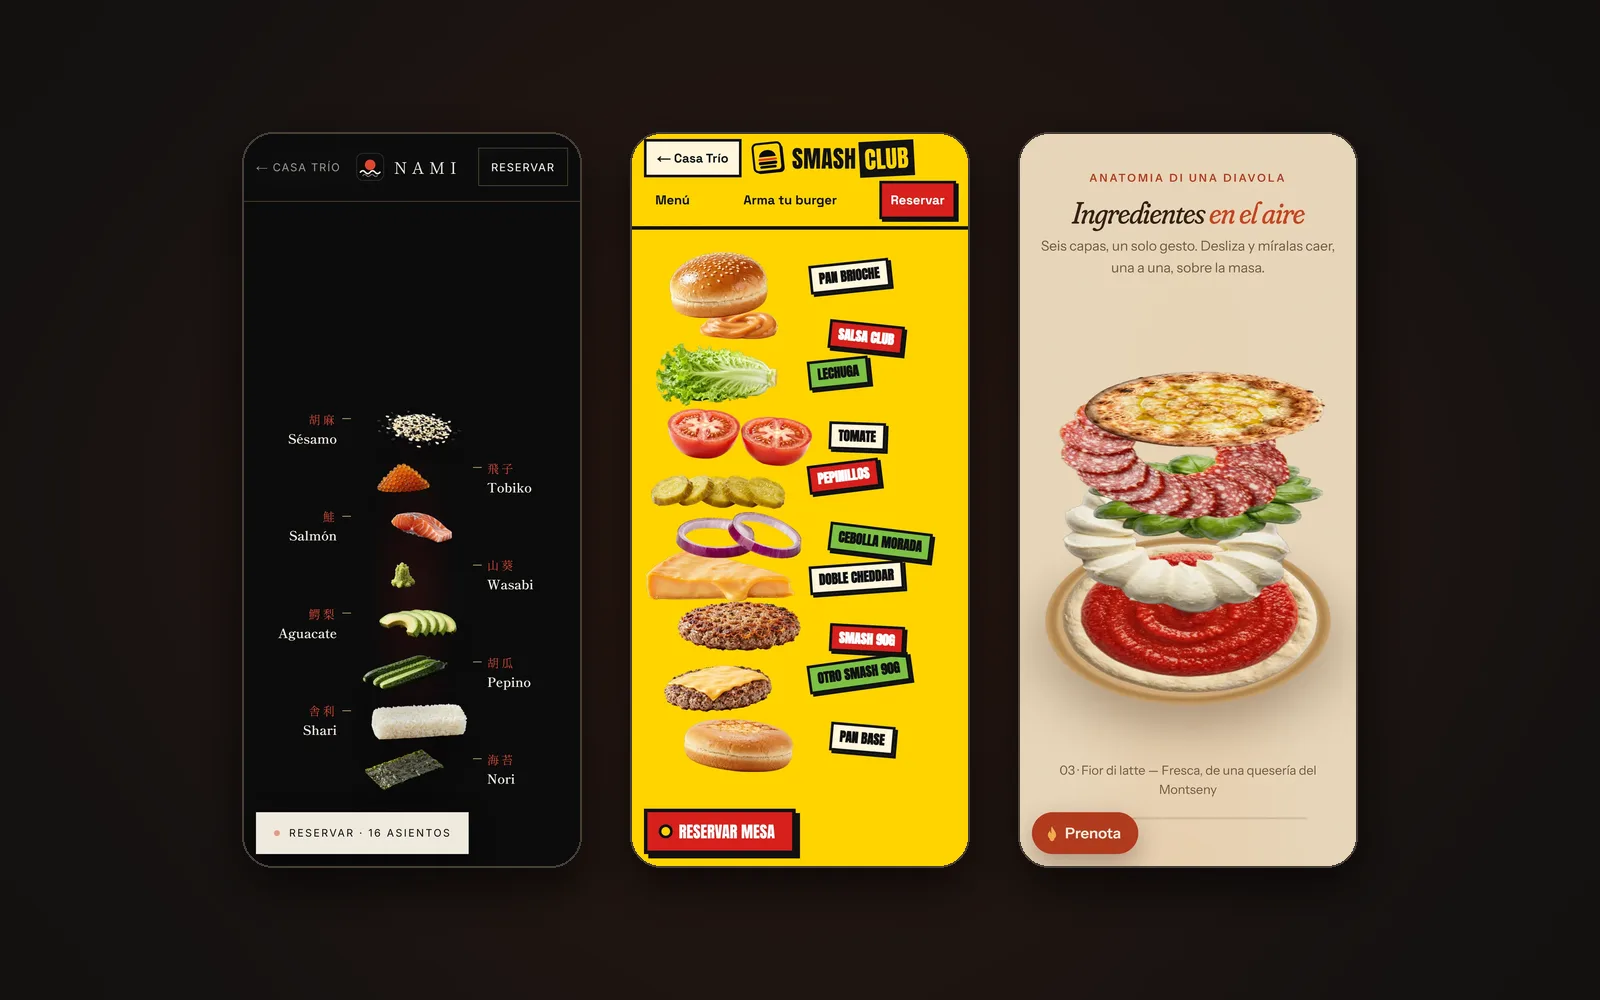 ← CASA TRÍO
NAMI
RESERVAR
胡麻
Sésamo
飛子
Tobiko
鮭
Salmón
山葵
Wasabi
鰐梨
Aguacate
胡瓜
Pepino
舎利
Shari
海苔
Nori
RESERVAR · 16 ASIENTOS
← Casa Trío
SMASH CLUB
Menú
Arma tu burger
Reservar
PAN BRIOCHE
SALSA CLUB
LECHUGA
TOMATE
PEPINILLOS
CEBOLLA MORADA
DOBLE CHEDDAR
SMASH 90G
OTRO SMASH 90G
PAN BASE
RESERVAR MESA
ANATOMIA DI UNA DIAVOLA
Ingredientes en el aire
Seis capas, un solo gesto. Desliza y míralas caer,
una a una, sobre la masa.
03 · Fior di latte — Fresca, de una quesería del
Montseny
Prenota